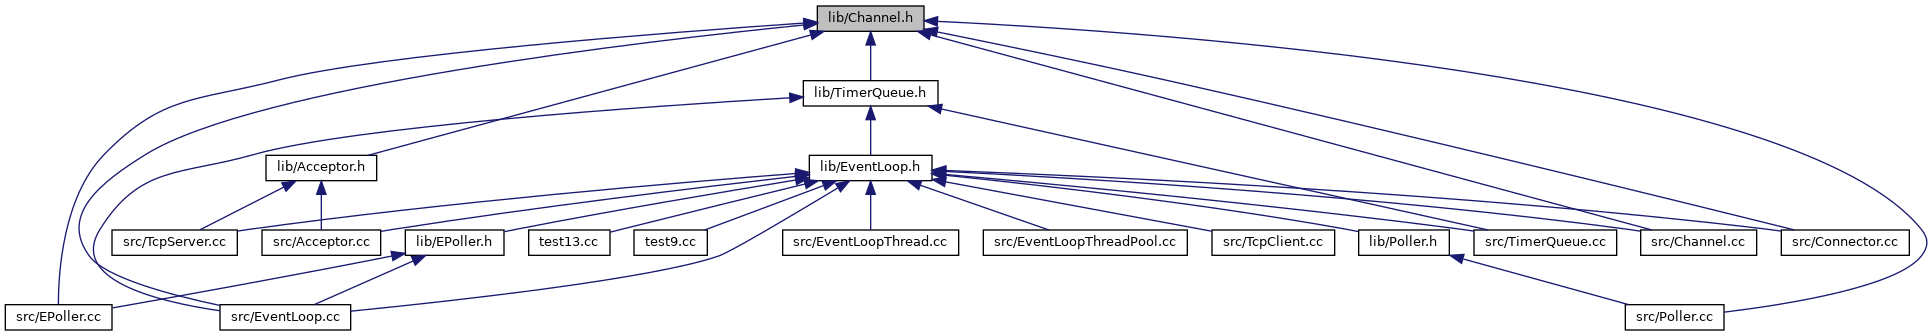 lib/Channel.h
lib/TimerQueue.h
lib/Acceptor.h
lib/EventLoop.h
src/TcpServer.cc
src/Acceptor.cc
lib/EPoller.h
test13.cc
test9.cc
src/EventLoopThread.cc
src/EventLoopThreadPool.cc
src/TcpClient.cc
lib/Poller.h
src/TimerQueue.cc
src/Channel.cc
src/Connector.cc
src/EPoller.cc
src/EventLoop.cc
src/Poller.cc